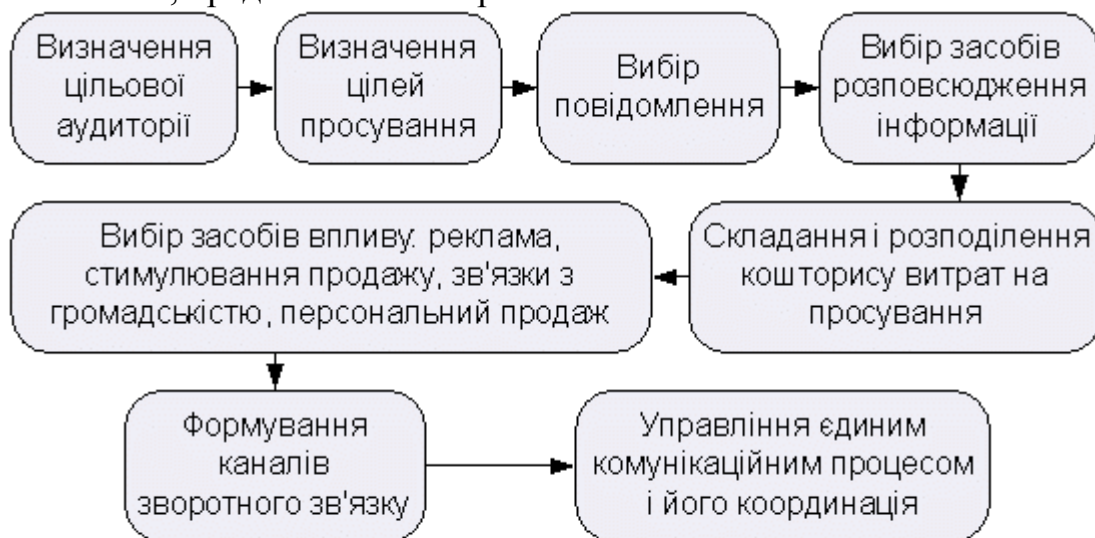 Визначення
цільової
аудиторії
Визначення
цілей
просування
Вибір
повідомлення
Вибір засобів
розповсюдження
інформації
Складання і розподілення
кошторису витрат на
просування
Вибір засобів впливу: реклама,
стимулювання продажу, зв'язки з
громадськістю, персональний продаж
Формування
каналів
зворотного зв'язку
Управління єдиним
комунікаційним процесом
і його координація